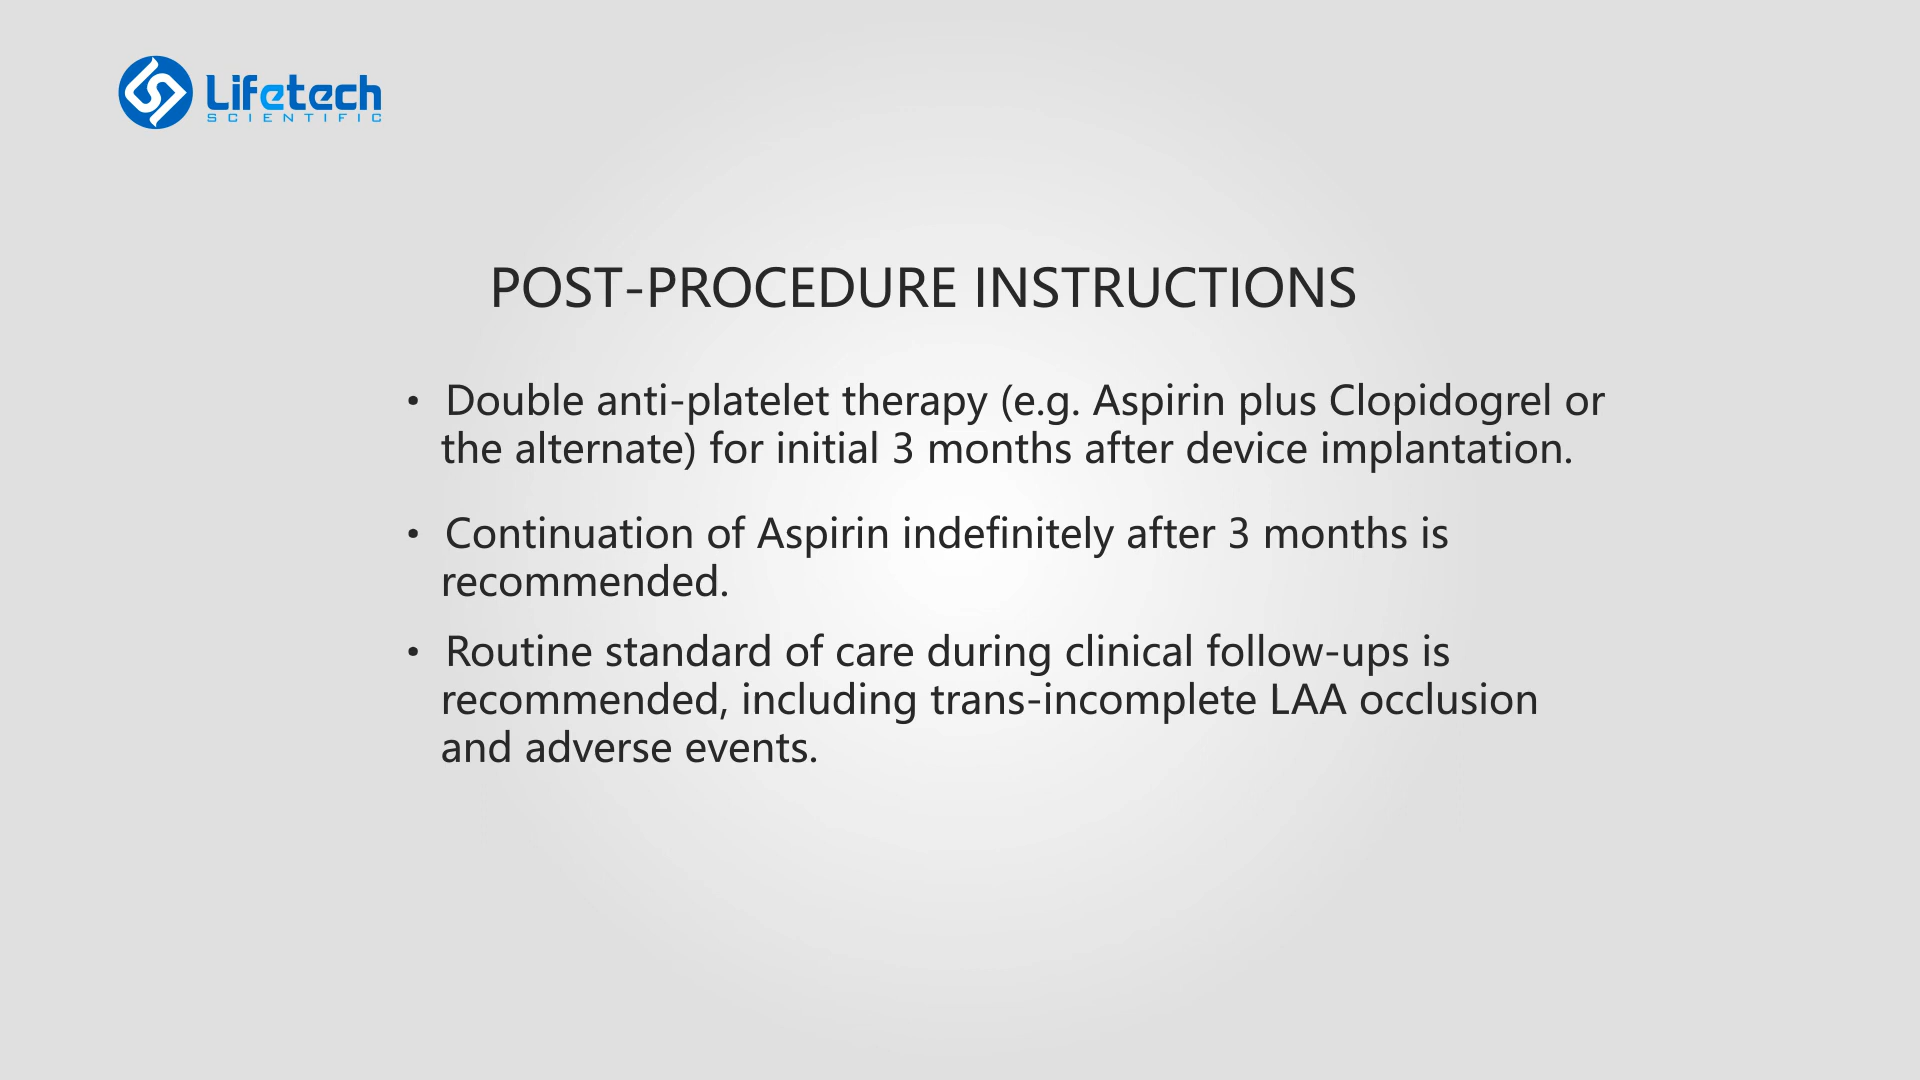 Lifetech
SCIENTIFIC
POST-PROCEDURE INSTRUCTIONS
• Double anti-platelet therapy (e.g. Aspirin plus Clopidogrel or
the alternate) for initial 3 months after device implantation.
• Continuation of Aspirin indefinitely after 3 months is
recommended.
• Routine standard of care during clinical follow-ups is
recommended, including trans-incomplete LAA occlusion
and adverse events.